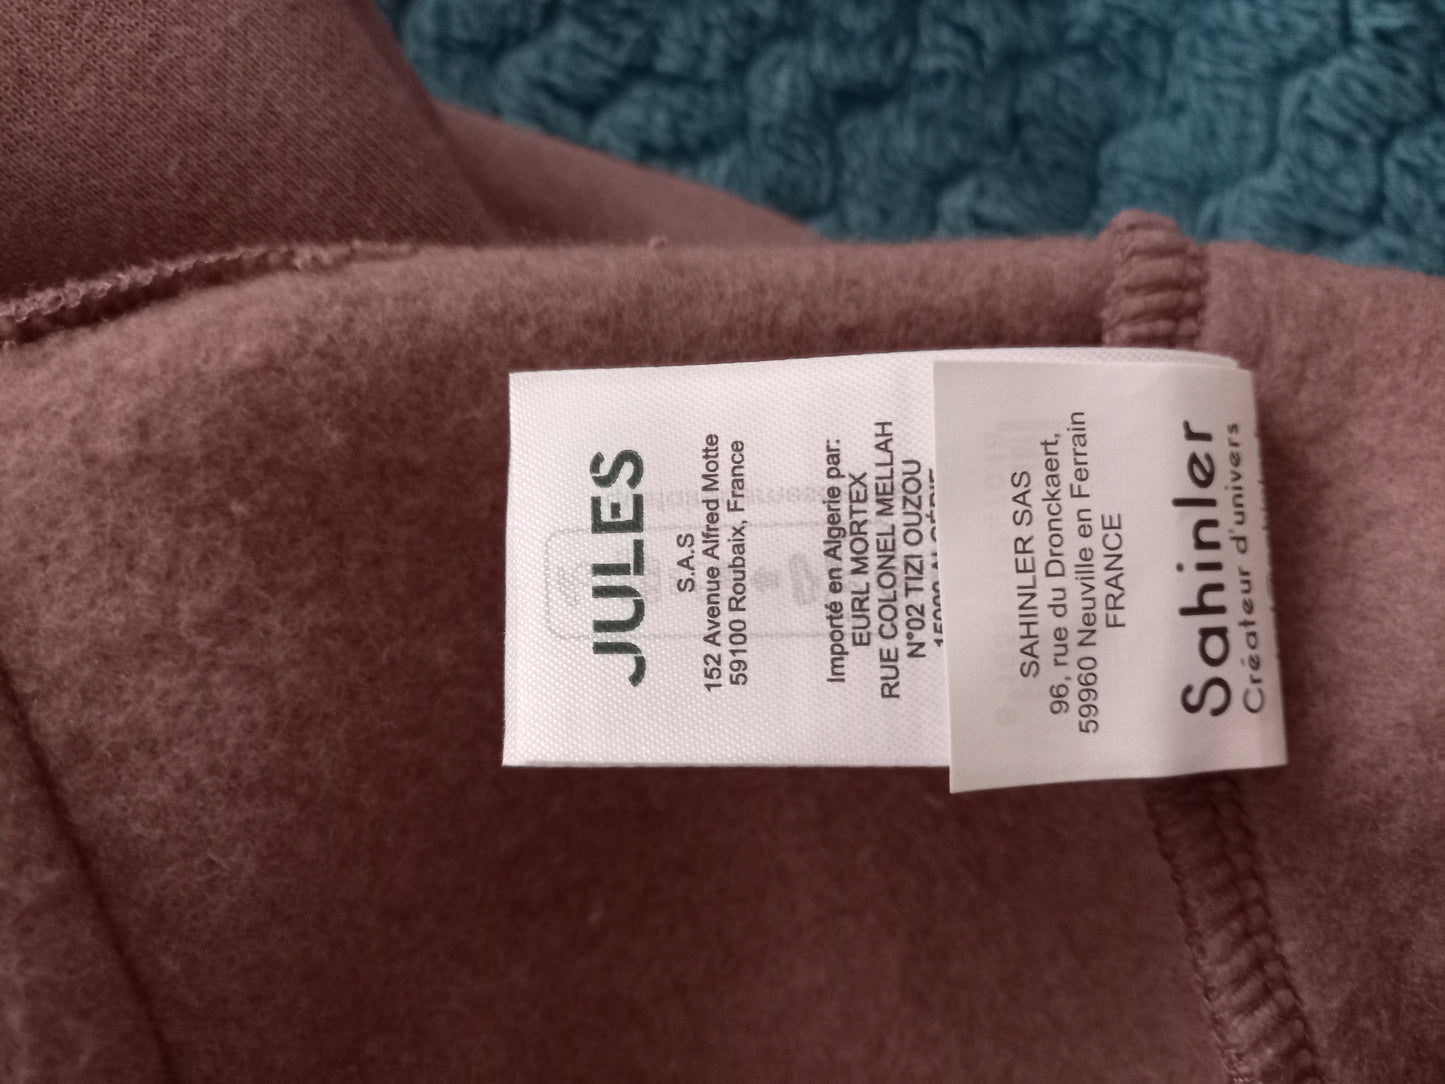 JULES
S.A.S
152 Avenue Alfred Motte
59100 Roubaix, France
Importé en Algerie par:
EURL MORTEX
RUE COLONEL MELLAH
N°02 TIZI OUZOU
SAHINLER SAS
96, rue du Dronckaert,
59960 Neuville en Ferrain
FRANCE
Sahinler
Créateur d'univers